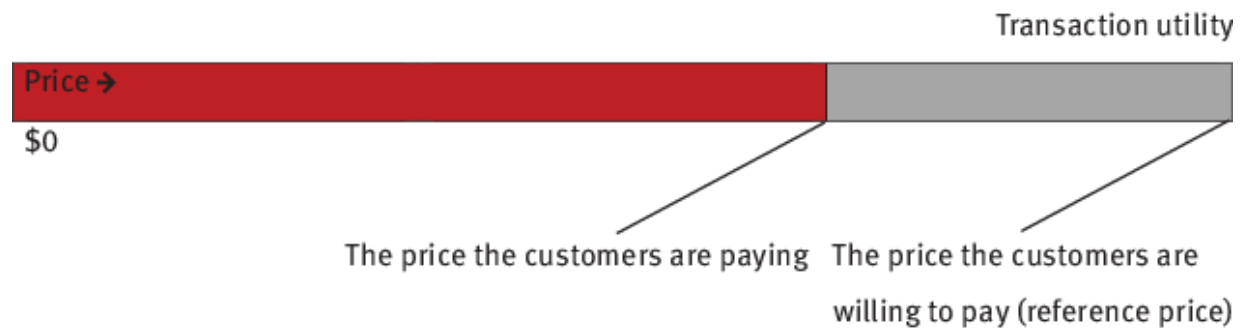 Transaction utility
Price →
$0
The price the customers are paying
The price the customers are
willing to pay (reference price)